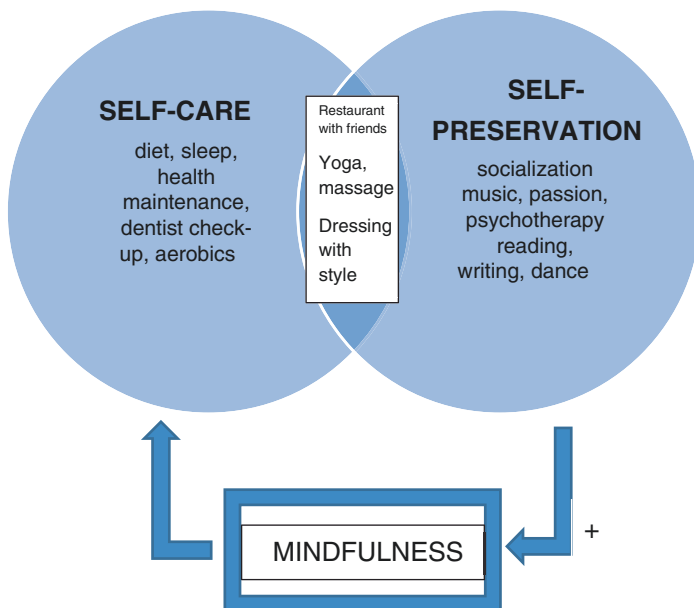 SELF-CARE
diet, sleep,
health
maintenance,
dentist check-
up, aerobics
Restaurant
with friends
Yoga,
massage
Dressing
with
style
SELF-
PRESERVATION
socialization
music, passion,
psychotherapy
reading,
writing, dance
MINDFULNESS
+